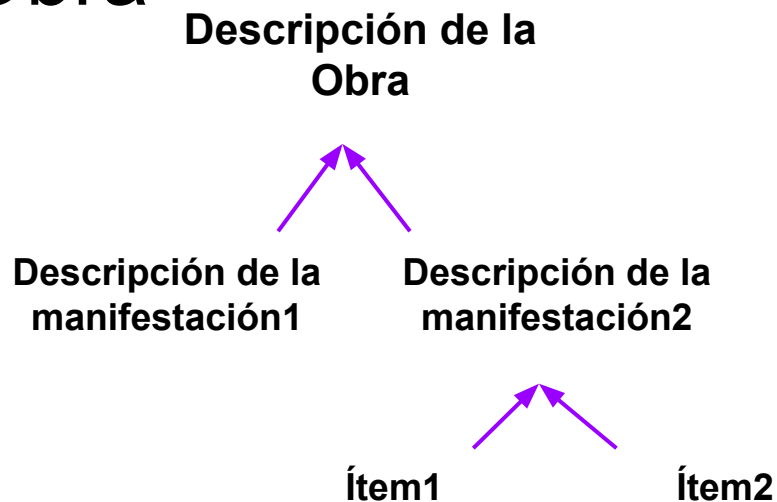 Descripción de la
Obra
Descripción de la
manifestación1
Descripción de la
manifestación2
Ítem1
Ítem2